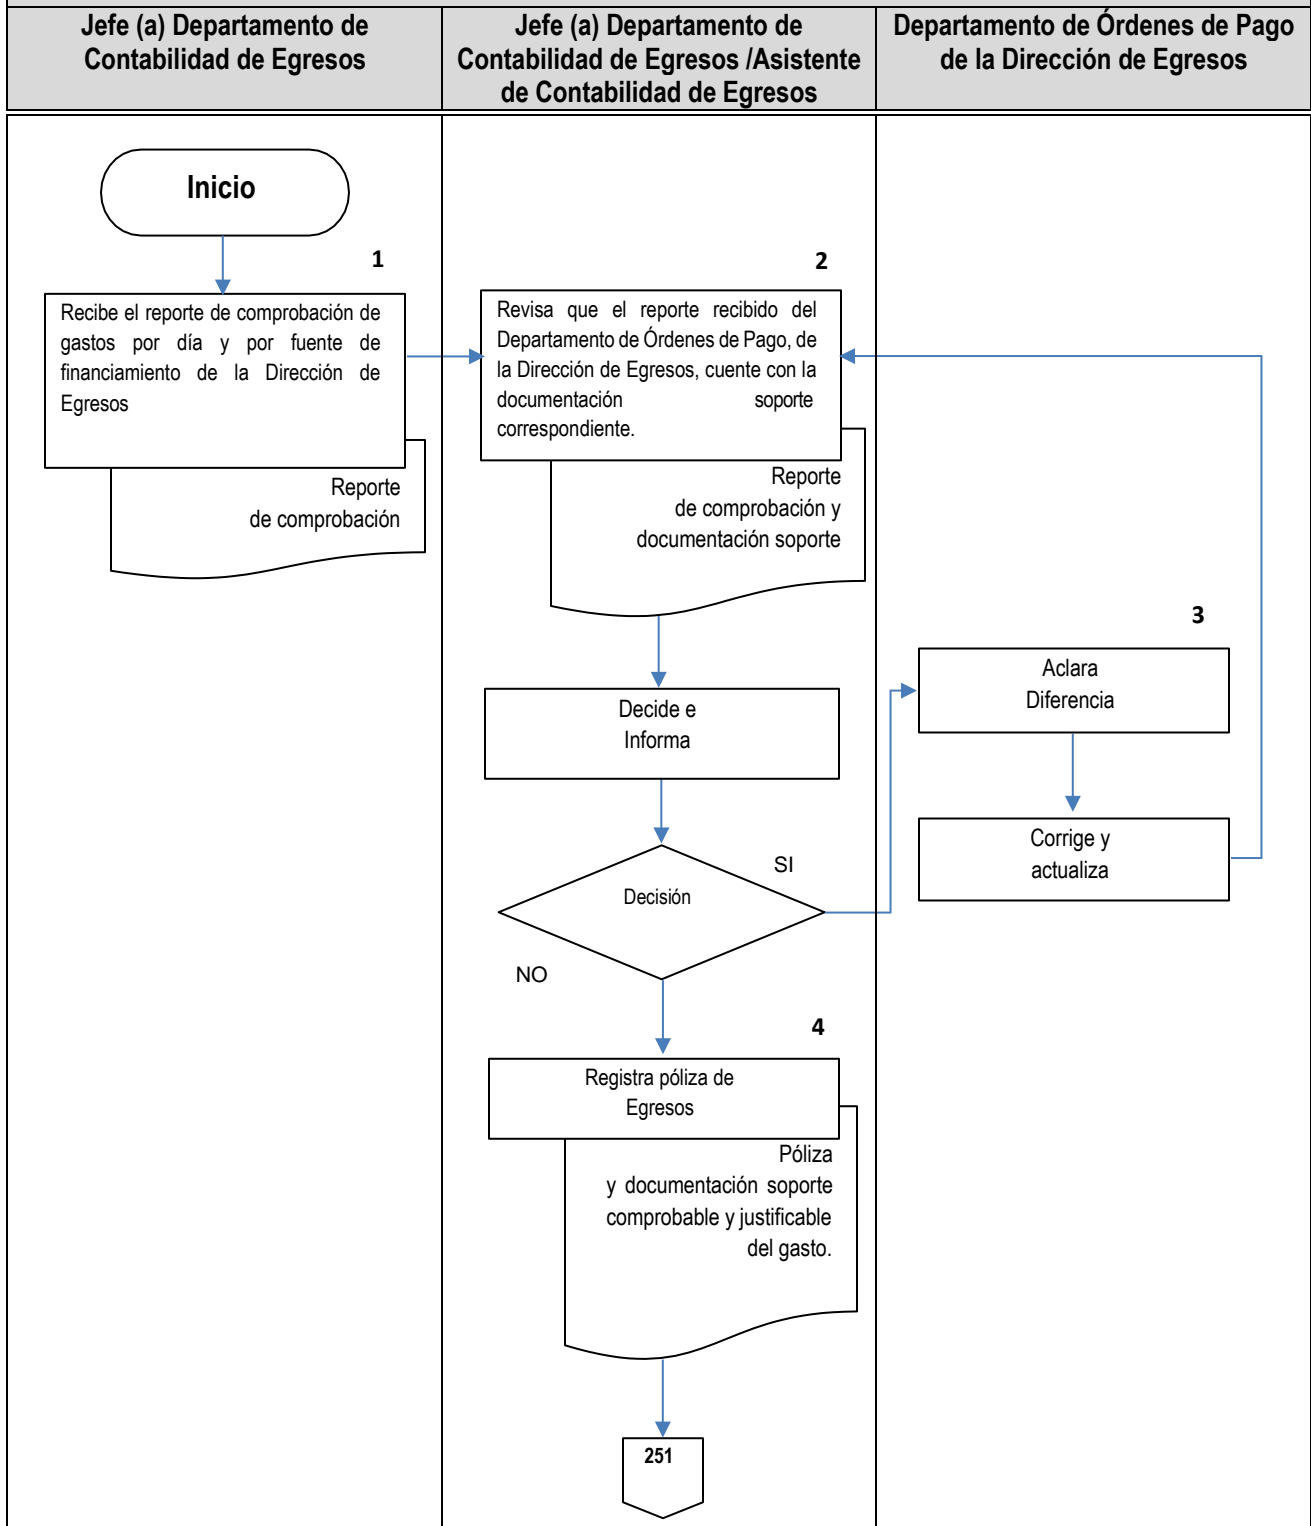 Jefe (a) Departamento de
Contabilidad de Egresos
Jefe (a) Departamento de
Contabilidad de Egresos /Asistente
de Contabilidad de Egresos
Departamento de Órdenes de Pago
de la Dirección de Egresos
Inicio
1
Recibe el reporte de comprobación de
gastos por día y por fuente de
financiamiento de la Dirección de
Egresos
Reporte
de comprobación
2
Revisa que el reporte recibido del
Departamento de Órdenes de Pago, de
la Dirección de Egresos, cuente con la
documentación soporte
correspondiente.
Reporte
de comprobación y
documentación soporte
Decide e
Informa
Decisión
SI
NO
3
Aclara
Diferencia
Corrige y
actualiza
4
Registra póliza de
Egresos
Póliza
y documentación soporte
comprobable y justificable
del gasto.
251